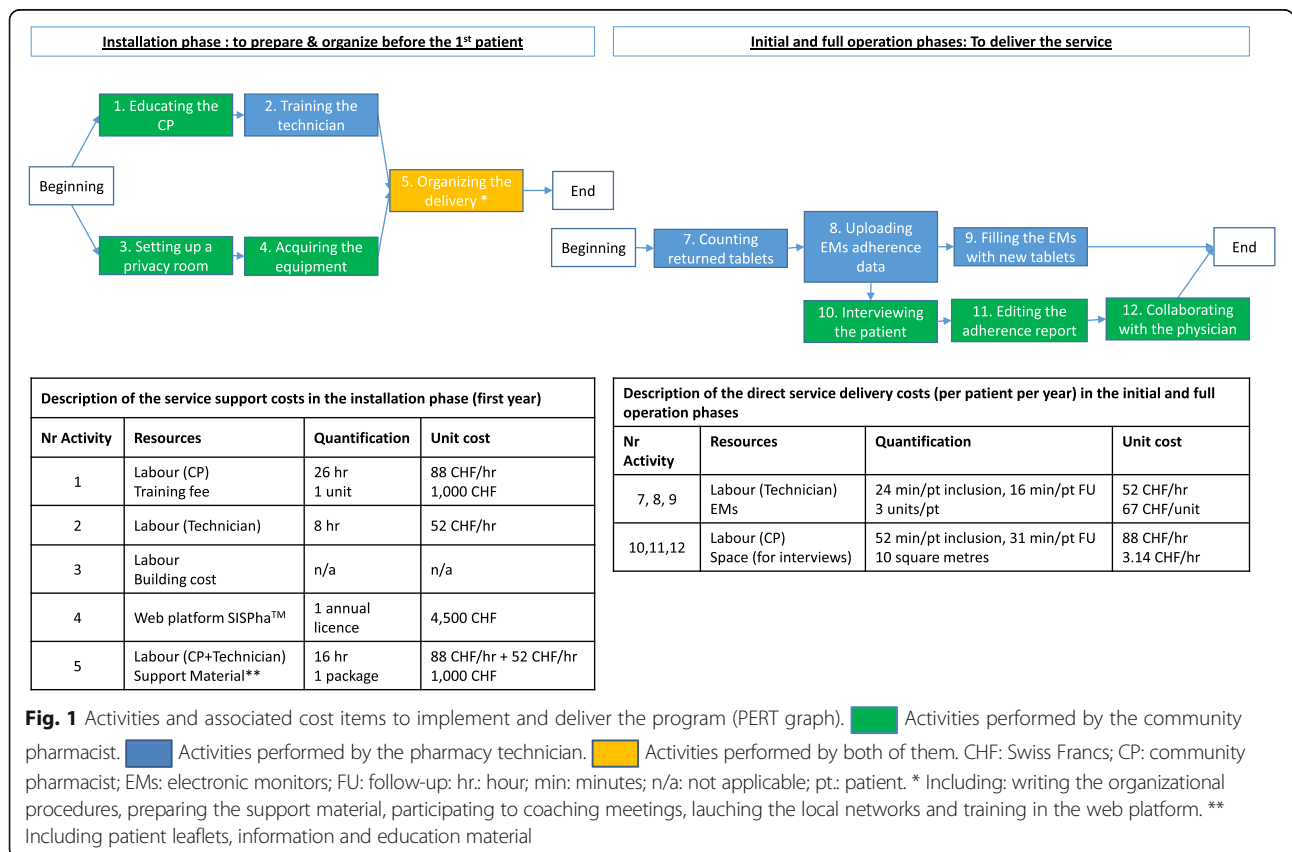 Installation phase : to prepare & organize before the 1st patient
Initial and full operation phases: To deliver the service
Beginning
1. Educating the
CP
2. Training the
technician
3. Setting up a
privacy room
4. Acquiring the
equipment
5. Organizing the
delivery *
End
Beginning
7. Counting
returned tablets
8. Uploading
EMs adherence
data
9. Filling the EMs
with new tablets
10. Interviewing
the patient
11. Editing the
adherence report
12. Collaborating
with the physician
End
Description of the service support costs in the installation phase (first year)
Nr Activity Resources Quantification Unit cost
1 Labour (CP) 26 hr 88 CHF/hr
Training fee 1 unit 1,000 CHF
2 Labour (Technician) 8 hr 52 CHF/hr
3 Labour n/a n/a
Building cost
4 Web platform SISPhaTM 1 annual 4,500 CHF
licence
5 Labour (CP+Technician) 16 hr 88 CHF/hr + 52 CHF/hr
Support Material** 1 package 1,000 CHF
Description of the direct service delivery costs (per patient per year) in the initial and full
operation phases
Nr Resources Quantification Unit cost
Activity
7, 8, 9 Labour (Technician) 24 min/pt inclusion, 16 min/pt FU 52 CHF/hr
EMs 3 units/pt 67 CHF/unit
10,11,12 Labour (CP) 52 min/pt inclusion, 31 min/pt FU 88 CHF/hr
Space (for interviews) 10 square metres 3.14 CHF/hr
Fig. 1 Activities and associated cost items to implement and deliver the program (PERT graph). Activities performed by the community
pharmacist. Activities performed by the pharmacy technician. Activities performed by both of them. CHF: Swiss Francs; CP: community
pharmacist; EMs: electronic monitors; FU: follow-up: hr.: hour; min: minutes; n/a: not applicable; pt.: patient. * Including: writing the organizational
procedures, preparing the support material, participating to coaching meetings, lauching the local networks and training in the web platform. **
Including patient leaflets, information and education material